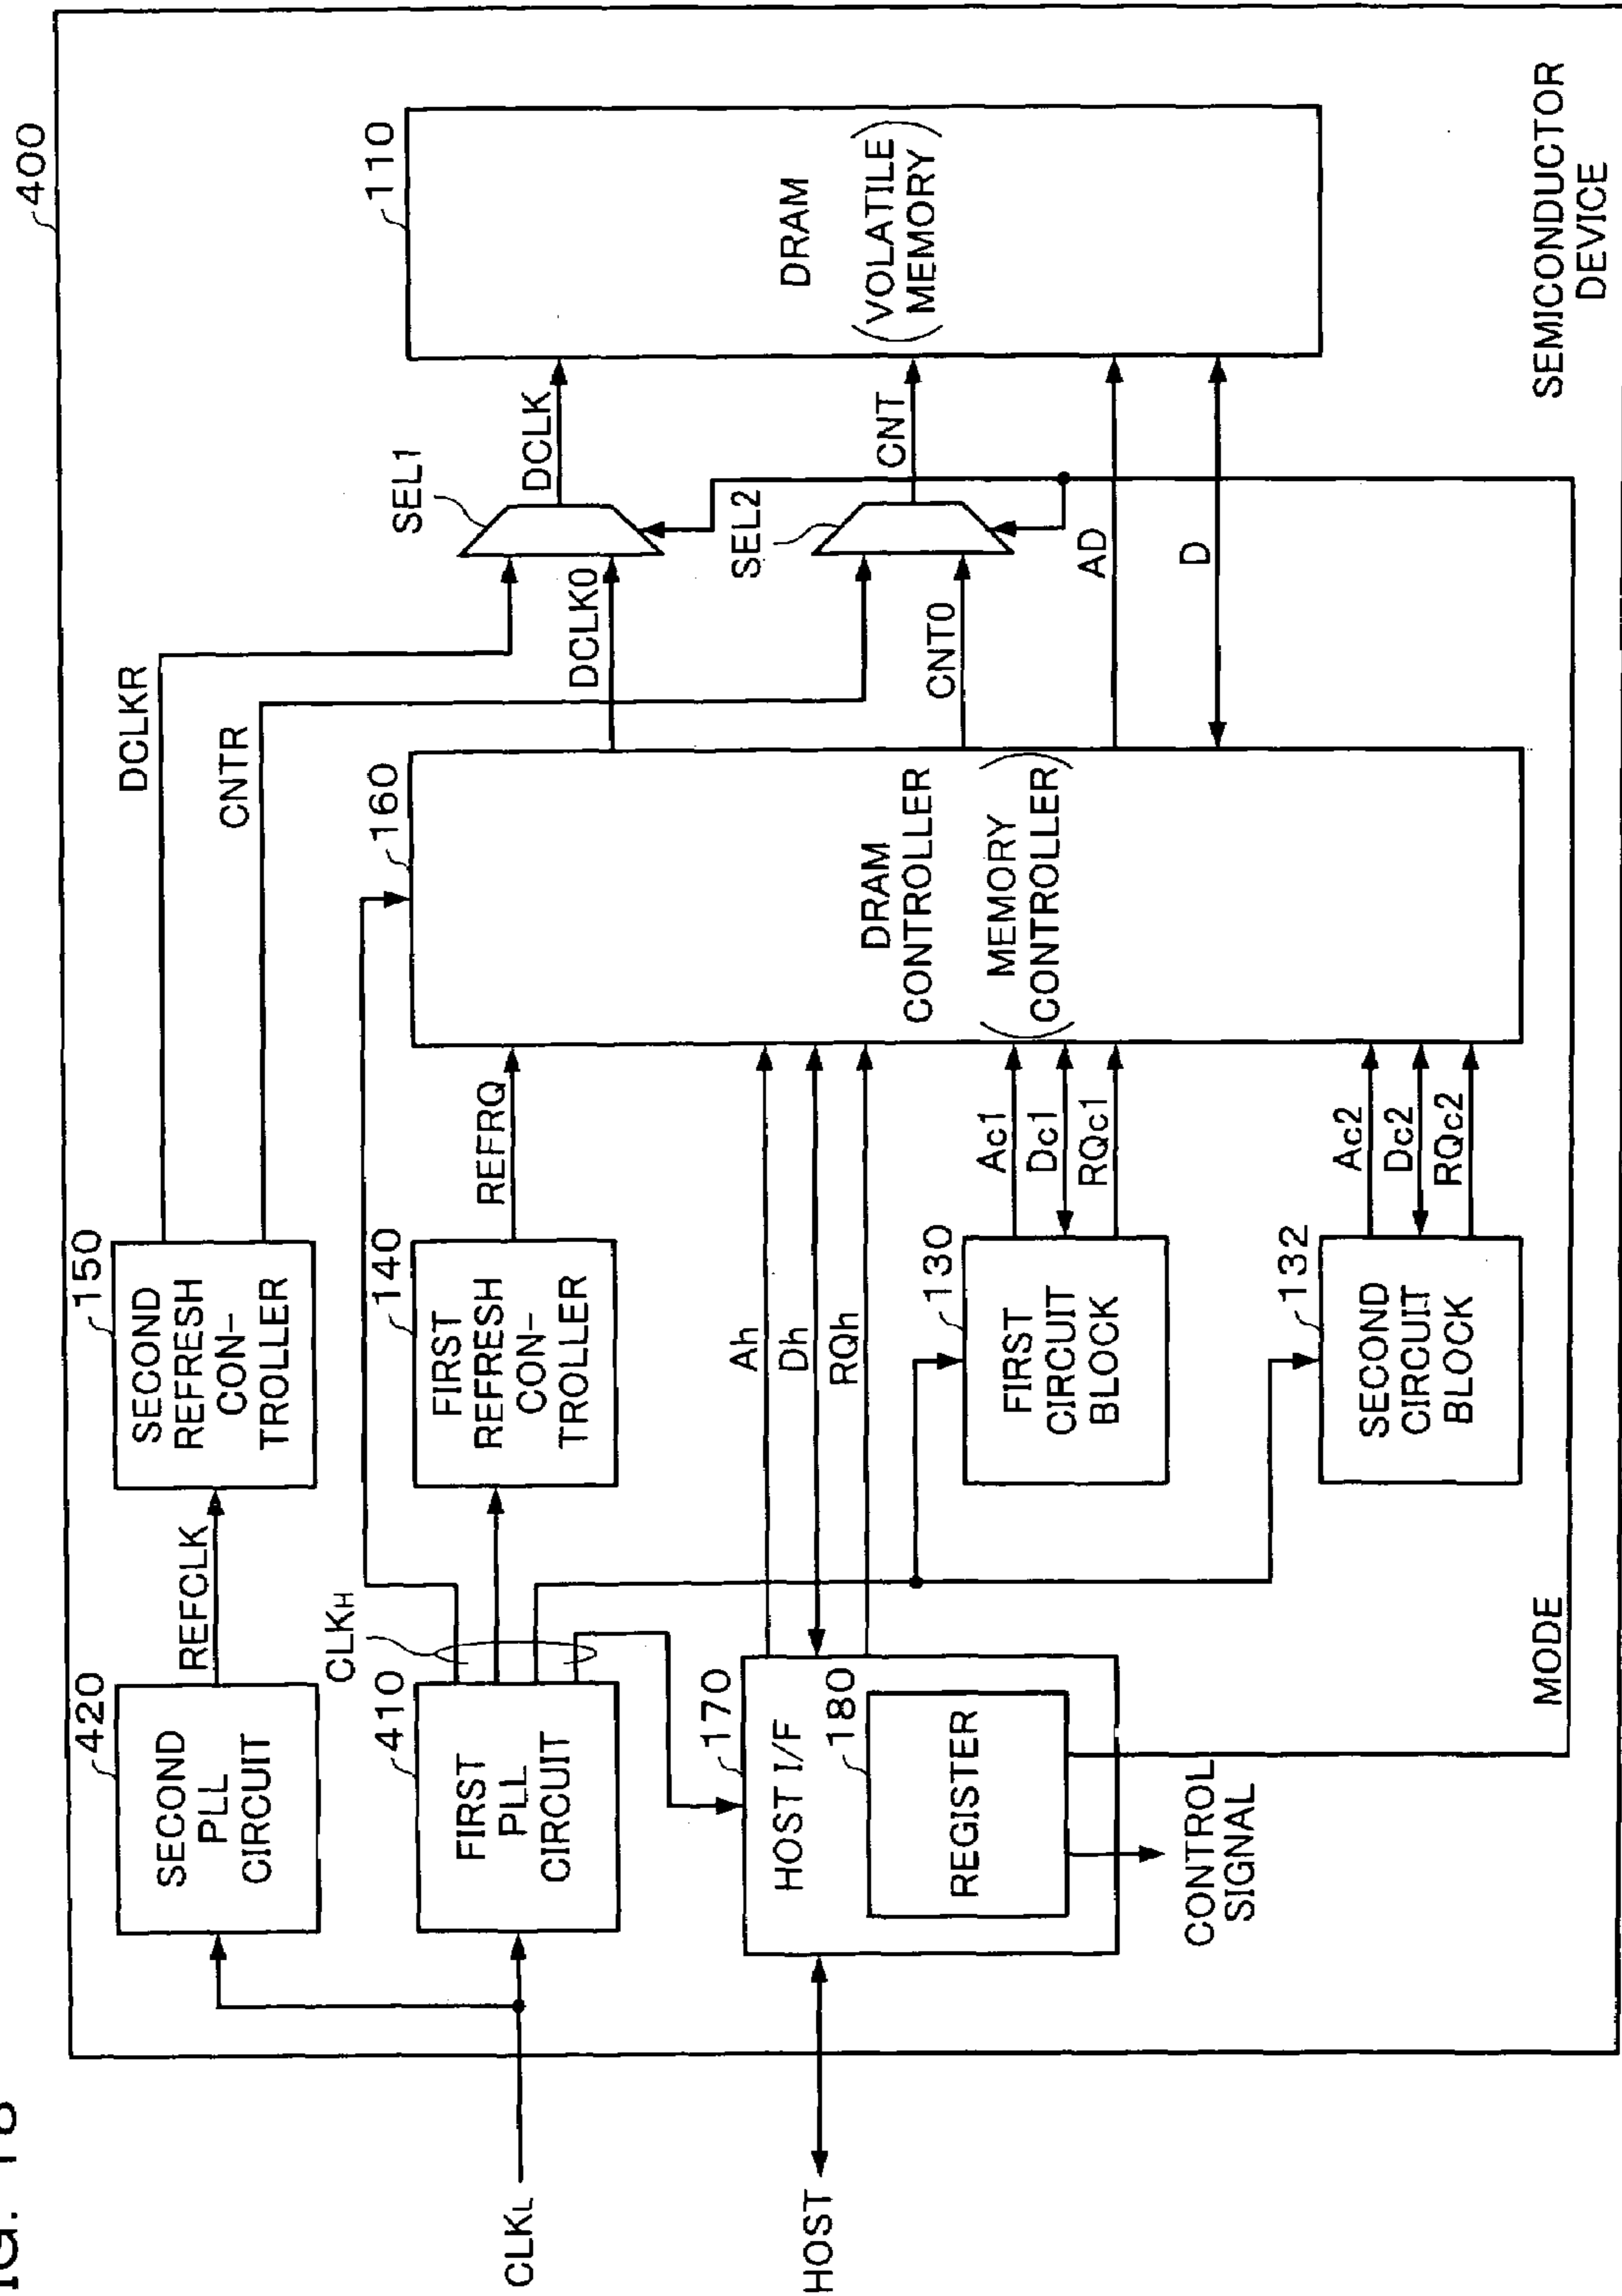 400
SECOND
PLL
CIRCUIT
420
REFCLK
SECOND
REFRESH
CON-
TROLLER
150
DCLKR
CNTR
CLKL
FIRST
PLL
CIRCUIT
410
CLKH
FIRST
REFRESH
CON-
TROLLER
140
REFRQ
DRAM
CONTROLLER
(MEMORY
CONTROLLER)
160
DCLK0
SEL1
DCLK
SEL2
CNT0
CNT
AD
D
DRAM
(VOLATILE
MEMORY)
110
HOST
HOST I/F
170
REGISTER
180
Ah
Dh
RQh
FIRST
CIRCUIT
BLOCK
130
Ac1
Dc1
RQc1
SECOND
CIRCUIT
BLOCK
132
Ac2
Dc2
RQc2
CONTROL
SIGNAL
MODE
SEMICONDUCTOR
DEVICE